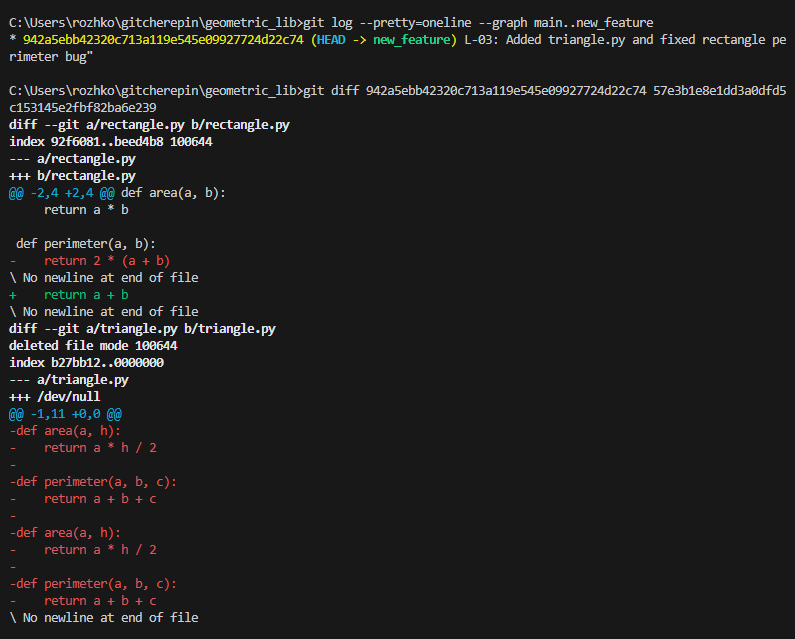 C:\Users\rozhko\gitcherepin\geometric_lib>git log --pretty=oneline --graph main..new_feature
* 942a5ebb42320c713a119e545e09927724d22c74 (HEAD -> new_feature) L-03: Added triangle.py and fixed rectangle pe
rimeter bug"
C:\Users\rozhko\gitcherepin\geometric_lib>git diff 942a5ebb42320c713a119e545e09927724d22c74 57e3b1e8e1dd3a0dfd5
c153145e2fbf82ba6e239
diff --git a/rectangle.py b/rectangle.py
index 92f6081..beed4b8 100644
--- a/rectangle.py
+++ b/rectangle.py
@@ -2,4 +2,4 @@ def area(a, b):
     return a * b
 def perimeter(a, b):
-    return 2 * (a + b)
\ No newline at end of file
+    return a + b
\ No newline at end of file
diff --git a/triangle.py b/triangle.py
deleted file mode 100644
index b27bb12..0000000
--- a/triangle.py
+++ /dev/null
@@ -1,11 +0,0 @@
-def area(a, h):
-    return a * h / 2
-
-def perimeter(a, b, c):
-    return a + b + c
-
-def area(a, h):
-    return a * h / 2
-
-def perimeter(a, b, c):
-    return a + b + c
\ No newline at end of file